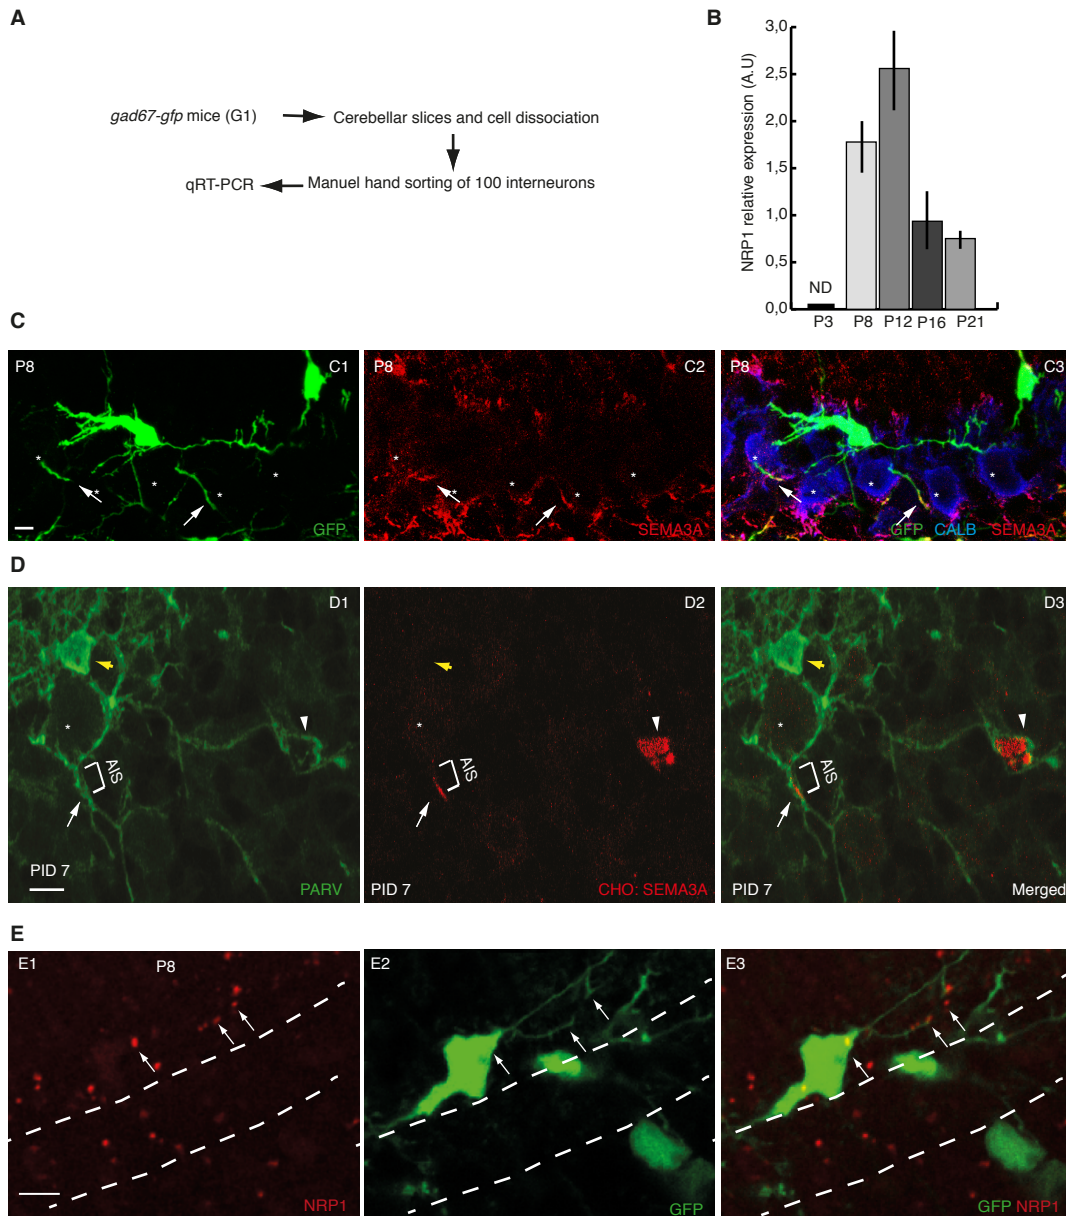 A
gad67-gfp mice (G1)
Cerebellar slices and cell dissociation
qRT-PCR
Manuel hand sorting of 100 interneurons
B
NRP1 relative expression (A.U)
3,0
2,5
2,0
1,5
1,0
0,5
0,0
ND
P3
P8
P12
P16
P21
C
P8
C1
*
*
*
*
*
GFP
P8
C2
*
*
*
*
*
SEMA3A
P8
C3
*
*
*
*
*
GFP CALB SEMA3A
D
D1
*
AIS
PID 7
PARV
D2
*
AIS
PID 7
CHO: SEMA3A
D3
*
AIS
PID 7
Merged
E
E1
P8
NRP1
E2
GFP
E3
GFP NRP1